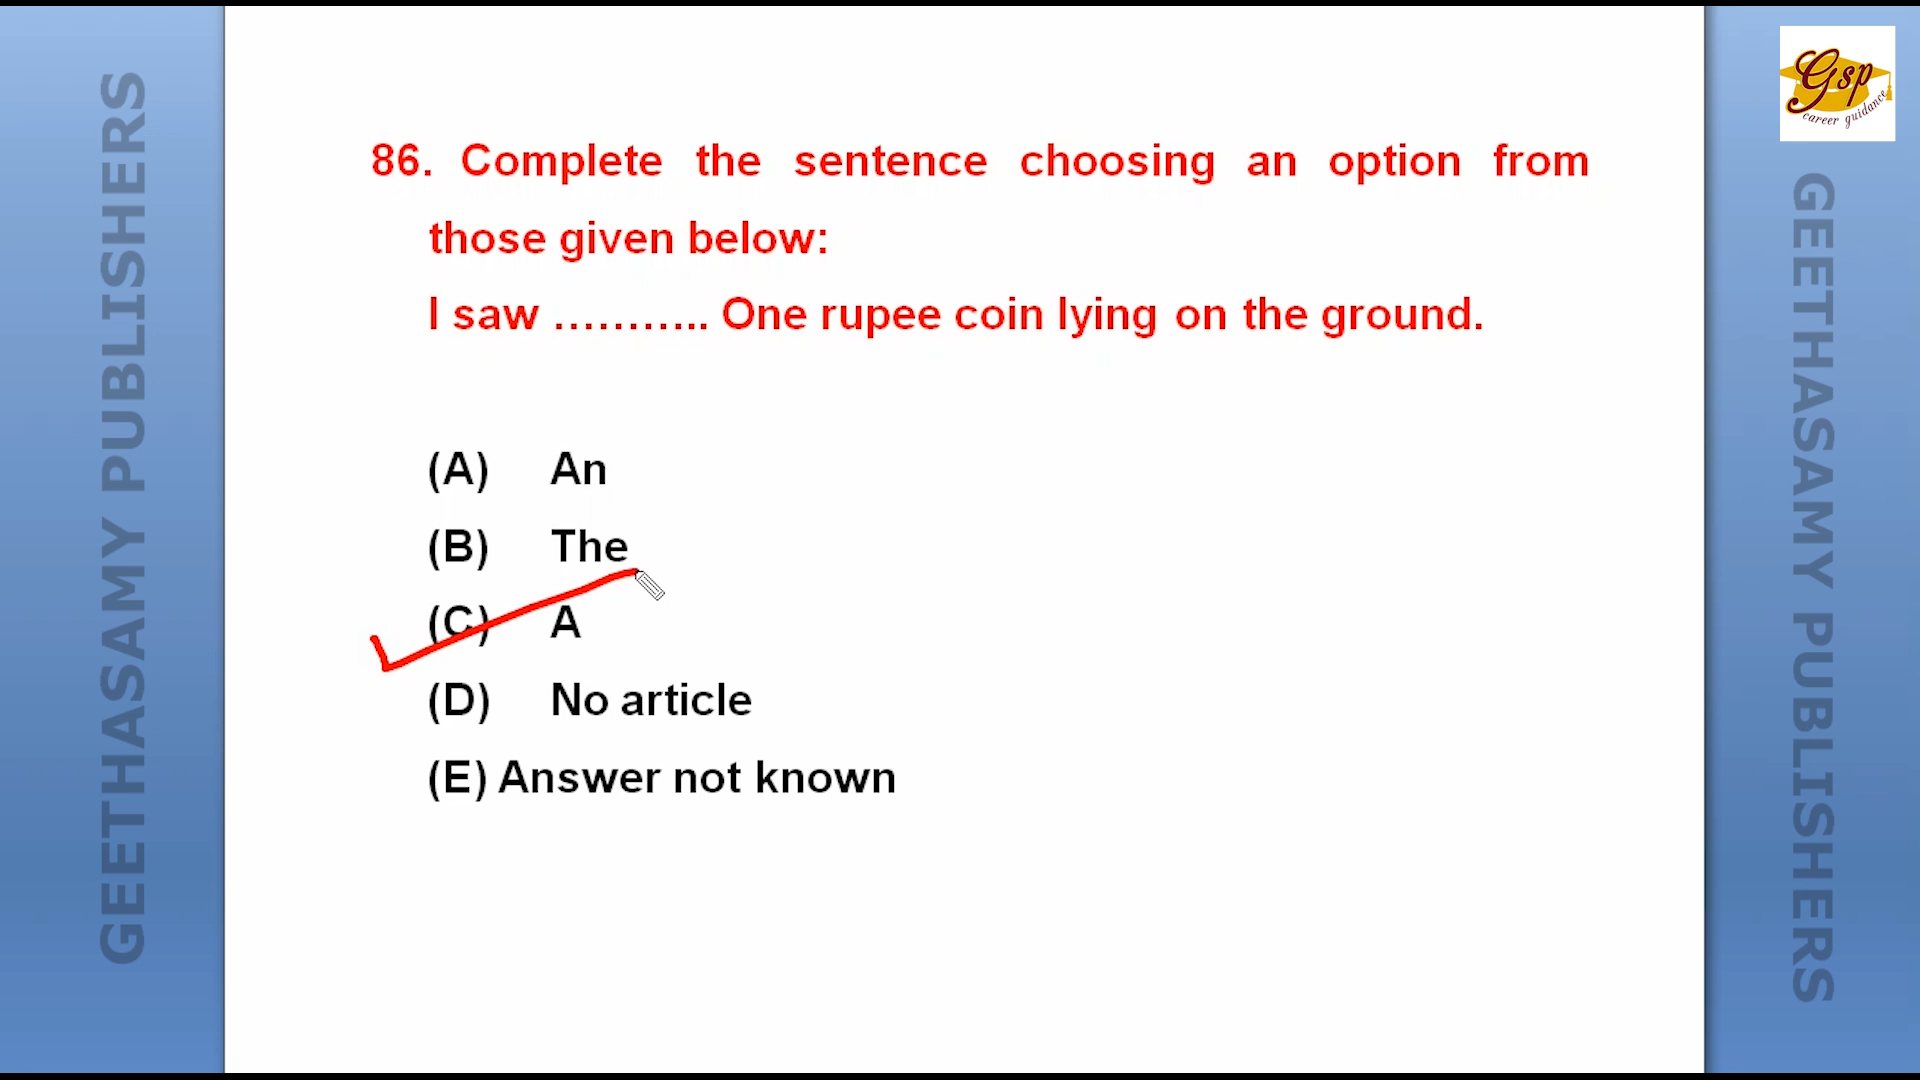 GEETHASAMY PUBLISHERS
Gsp
career guidance
86. Complete the sentence choosing an option from
those given below:
I saw ........... One rupee coin lying on the ground.
(A) An
(B) The
(C) A
(D) No article
(E) Answer not known
GEETHASAMY PUBLISHERS